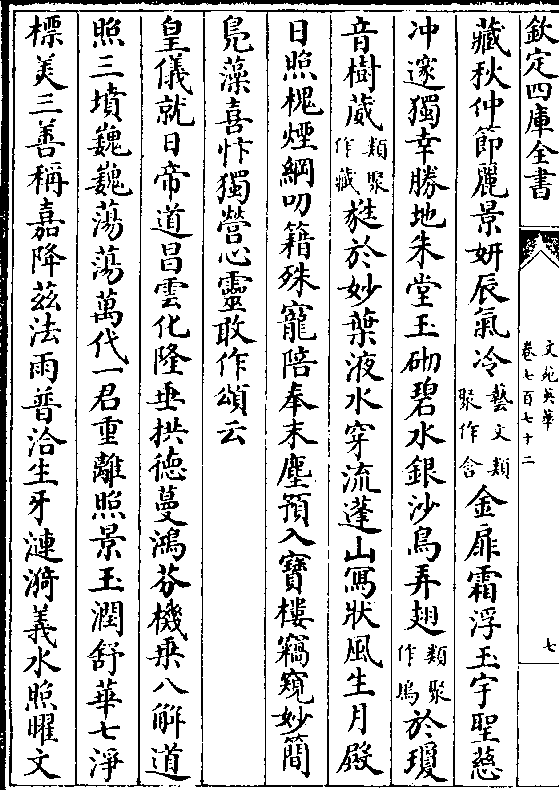 欽定四庫全書
文苑英華
卷七百七十二
七
藏秋仲節麗景妍辰氣冷藝文類聚作含金扉霜浮玉宇聖慈
冲邃獨幸勝地朱堂玉砌碧水銀沙鳥弄翅類聚作鳴於瓊
音樹葳類聚作藏蕤於妙葉液水穿流蓬山寫狀風生月殿
日照槐煙綱叨籍殊寵陪奉末塵預入寶樓竊窺妙簡
鳧藻喜忭獨營心靈敢作頌云
皇儀就日帝道昌雲化隆垂拱徳蔓鴻芬機乗八解道
照三墳巍巍蕩蕩萬代一君重離照景玉潤舒華七淨
標美三善稱嘉降兹法雨普洽生牙漣漪義水照曜文